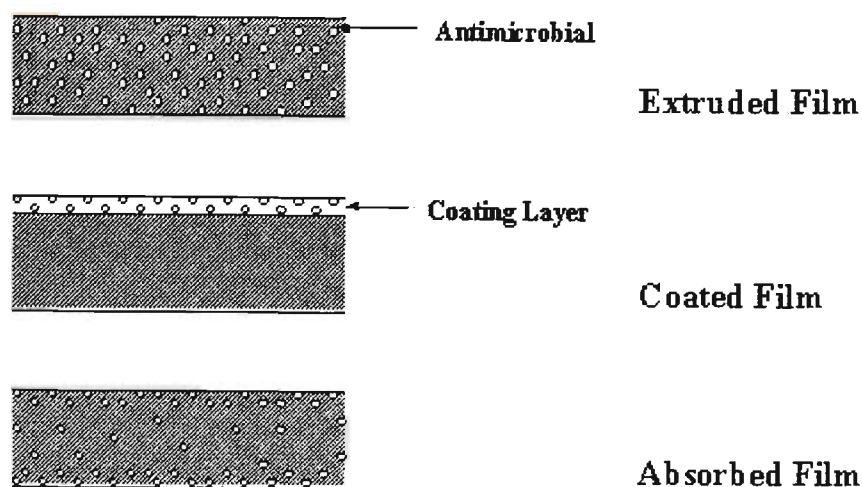 Antimicrobial
Extruded Film
Coating Layer
Coated Film
Absorbed Film